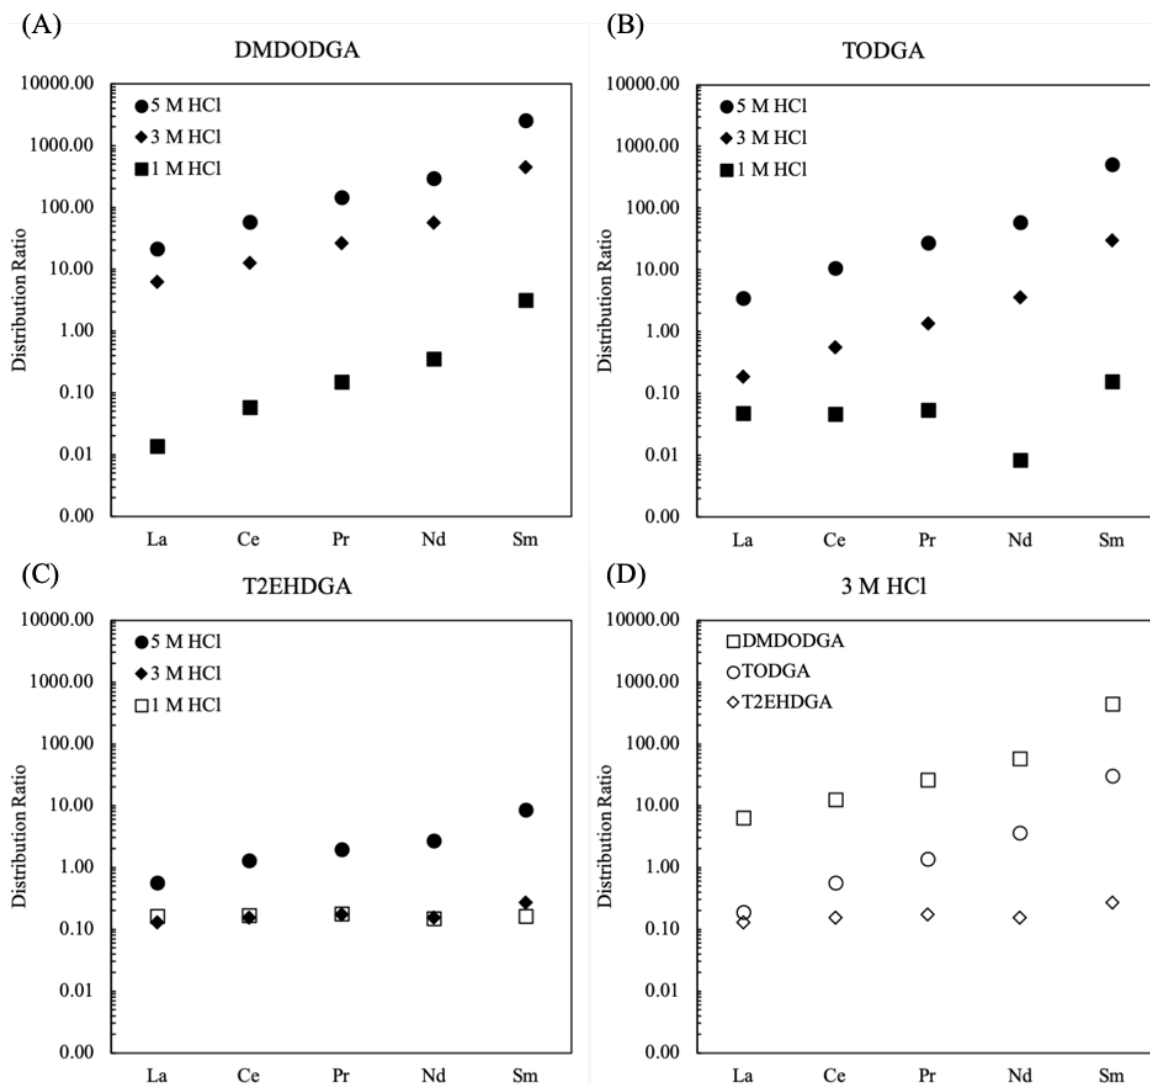 (A)
DMDODGA
10000.00
1000.00
100.00
10.00
1.00
0.10
0.01
0.00
Distribution Ratio
5 M HCl
3 M HCl
1 M HCl
La Ce Pr Nd Sm
(B)
TODGA
10000.00
1000.00
100.00
10.00
1.00
0.10
0.01
0.00
Distribution Ratio
5 M HCl
3 M HCl
1 M HCl
La Ce Pr Nd Sm
(C)
T2EHDGA
10000.00
1000.00
100.00
10.00
1.00
0.10
0.01
0.00
Distribution Ratio
5 M HCl
3 M HCl
1 M HCl
La Ce Pr Nd Sm
(D)
3 M HCl
10000.00
1000.00
100.00
10.00
1.00
0.10
0.01
0.00
Distribution Ratio
DMDODGA
TODGA
T2EHDGA
La Ce Pr Nd Sm